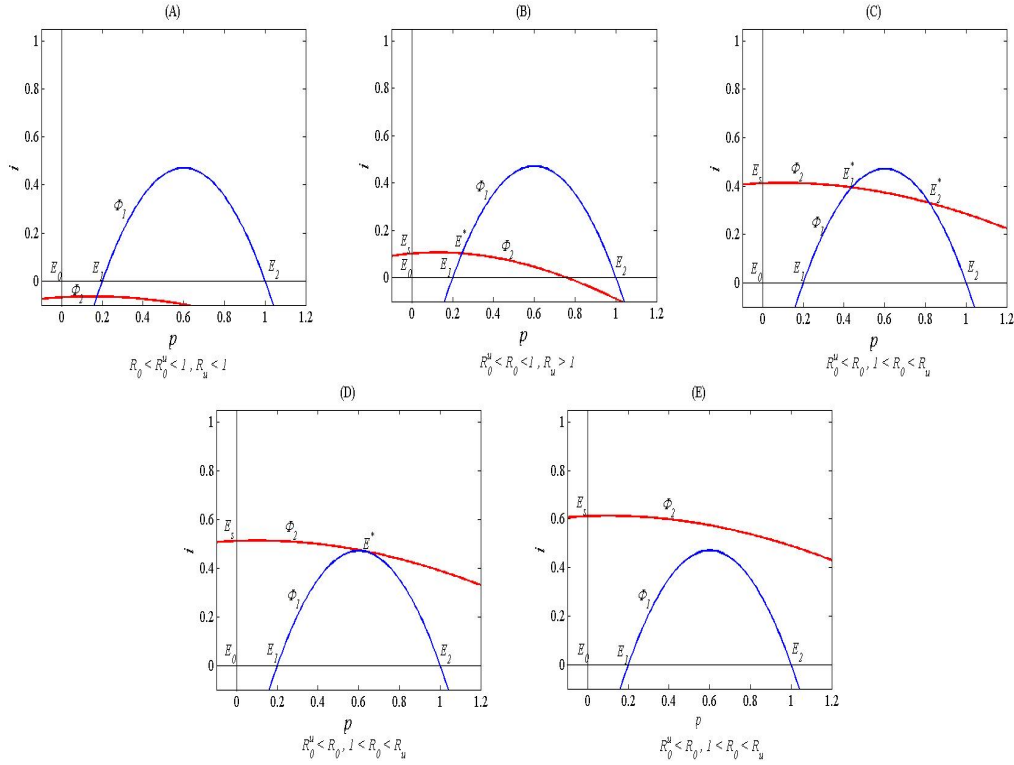 (A)
1
0.8
0.6
0.4
0.2
0
i
Φ1
E0
E1
E2
Φ2
0 0.2 0.4 0.6 0.8 1 1.2
p
R0 < R0^u < 1 , Ru < 1
(B)
1
0.8
0.6
0.4
0.2
0
i
Φ1
Es
E*
Φ2
E0
E1
E2
0 0.2 0.4 0.6 0.8 1 1.2
p
R0^u < R0 < 1 , Ru > 1
(C)
1
0.8
0.6
0.4
0.2
0
i
Es
Φ2
E1*
E2*
Φ1
E0
E1
E2
0 0.2 0.4 0.6 0.8 1 1.2
p
R0^u < R0 , 1 < R0 < Ru
(D)
1
0.8
0.6
0.4
0.2
0
i
Es
Φ2
E*
Φ1
E0
E1
E2
0 0.2 0.4 0.6 0.8 1 1.2
p
R0^u < R0 , 1 < R0 < Ru
(E)
1
0.8
0.6
0.4
0.2
0
i
Es
Φ2
Φ1
E0
E1
E2
0 0.2 0.4 0.6 0.8 1 1.2
p
R0^u < R0 , 1 < R0 < Ru